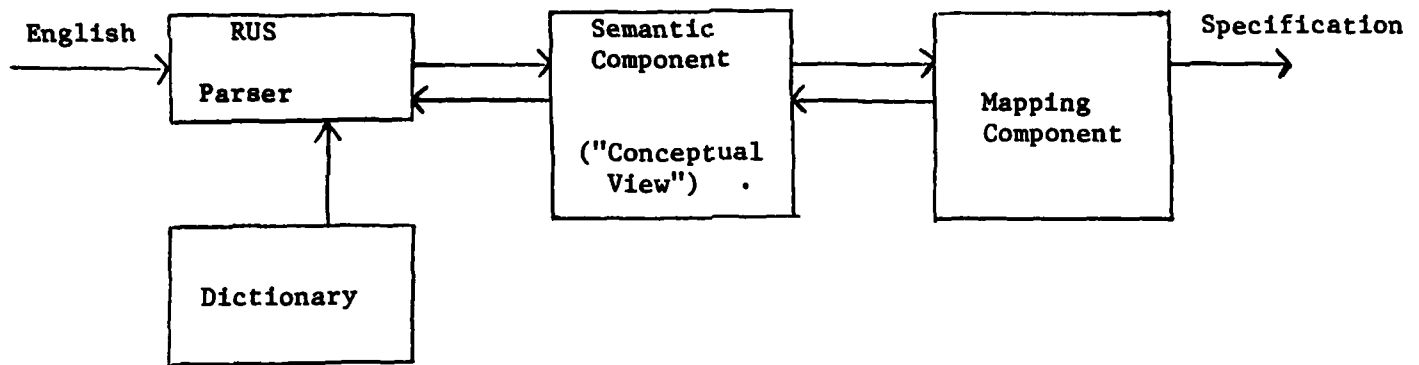 English
RUS
Parser
Semantic
Component
("Conceptual
View")
Mapping
Component
Specification
Dictionary